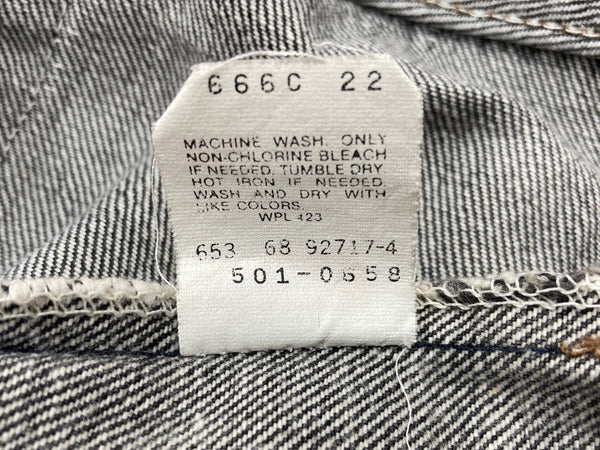 666C 22
MACHINE WASH. ONLY
NON-CHLORINE BLEACH
IF NEEDED. TUMBLE DRY
HOT IRON IF NEEDED.
WASH AND DRY WITH
LIKE COLORS.
WPL 423
653 68 92717-4
501-0658